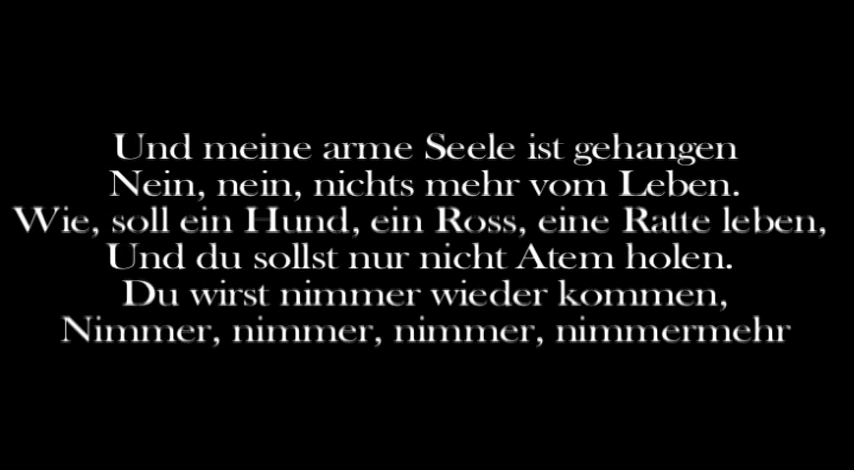 Und meine arme Seele ist gehangen
Nein, nein, nichts mehr vom Leben.
Wie, soll ein Hund, ein Ross, eine Ratte leben,
Und du sollst nur nicht Atem holen.
Du wirst nimmer wieder kommen,
Nimmer, nimmer, nimmer, nimmermehr